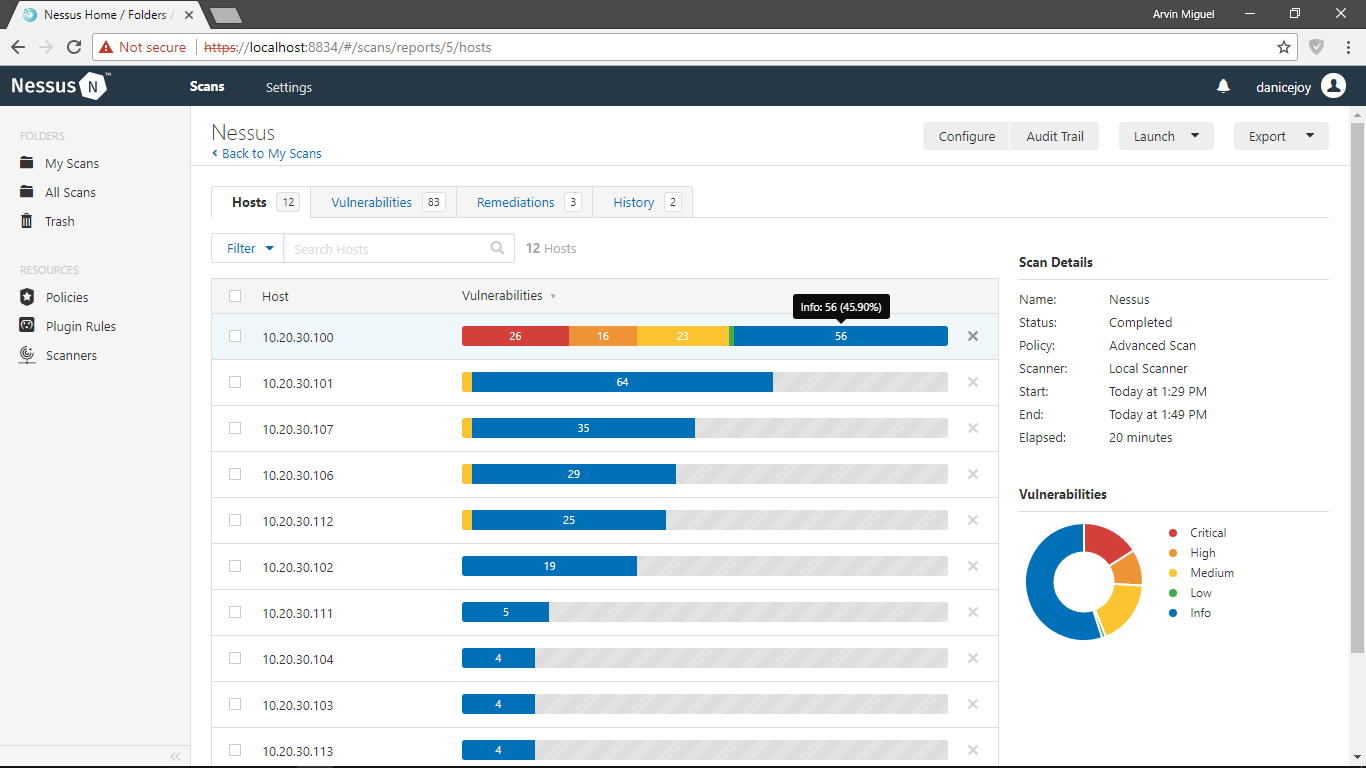 Nessus Home / Folders /
Arvin Miguel
Not secure
https://localhost:8834/#/scans/reports/5/hosts
Nessus N ™
Scans
Settings
danicejoy
FOLDERS
My Scans
All Scans
Trash
RESOURCES
Policies
Plugin Rules
Scanners
Nessus
Back to My Scans
Configure
Audit Trail
Launch
Export
Hosts 12
Vulnerabilities 83
Remediations 3
History 2
Filter
Search Hosts
12 Hosts
Host
Vulnerabilities
Info: 56 (45.90%)
10.20.30.100 26 16 23 56
10.20.30.101 64
10.20.30.107 35
10.20.30.106 29
10.20.30.112 25
10.20.30.102 19
10.20.30.111 5
10.20.30.104 4
10.20.30.103 4
10.20.30.113 4
Scan Details
Name: Nessus
Status: Completed
Policy: Advanced Scan
Scanner: Local Scanner
Start: Today at 1:29 PM
End: Today at 1:49 PM
Elapsed: 20 minutes
Vulnerabilities
Critical
High
Medium
Low
Info